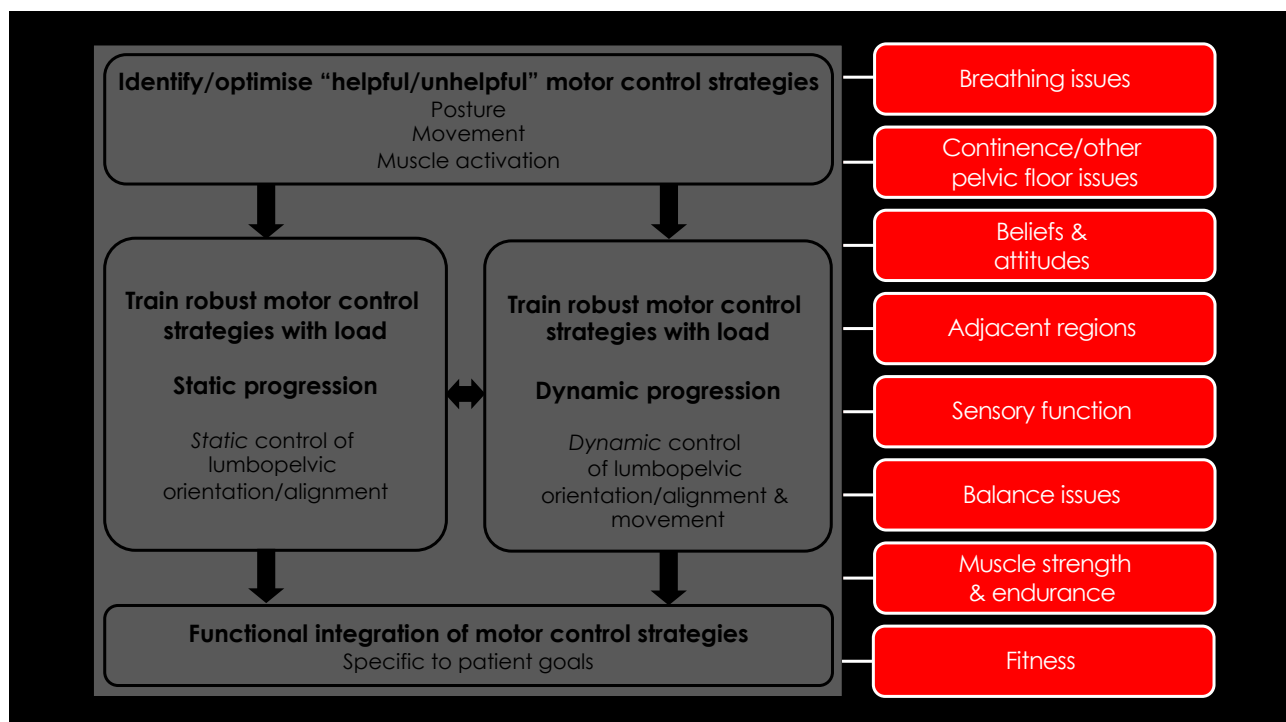 Identify/optimise “helpful/unhelpful” motor control strategies
Posture
Movement
Muscle activation
Train robust motor control
strategies with load
Static progression
Static control of
lumbopelvic
orientation/alignment
Train robust motor control
strategies with load
Dynamic progression
Dynamic control
of lumbopelvic
orientation/alignment &
movement
Functional integration of motor control strategies
Specific to patient goals
Breathing issues
Continence/other
pelvic floor issues
Beliefs &
attitudes
Adjacent regions
Sensory function
Balance issues
Muscle strength
& endurance
Fitness